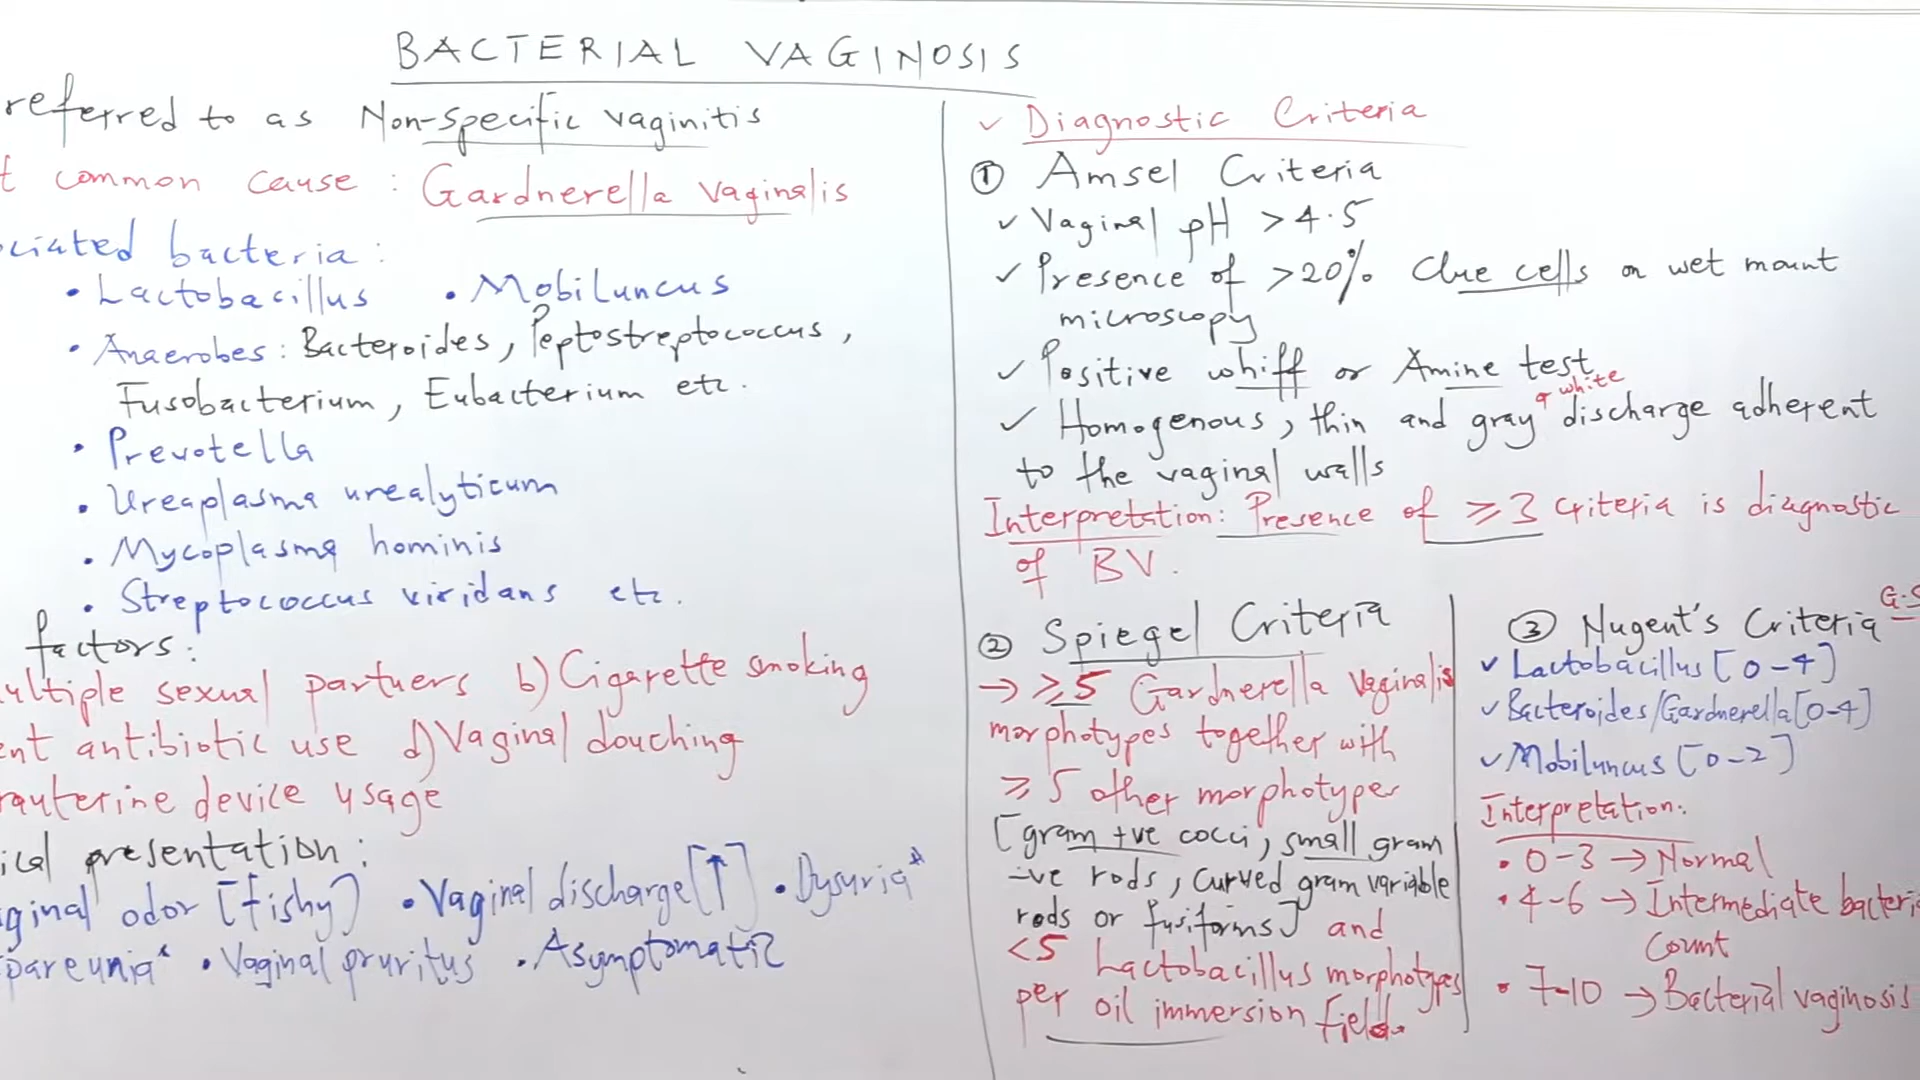 BACTERIAL VAGINOSIS
referred to as Non-specific vaginitis
t common cause : Gardnerella vaginalis
ciated bacteria :
• Lactobacillus • Mobiluncus
• Anaerobes : Bacteroides, Peptostreptococcus,
Fusobacterium, Eubacterium etc.
• Prevotella
• Ureaplasma urealyticum
• Mycoplasma hominis
• Streptococcus viridans etc.
factors:
ultiple sexual partners b) Cigarette smoking
ent antibiotic use d) Vaginal douching
rauterine device usage
ical presentation :
ginal odor [fishy] • Vaginal discharge [↑] • Dysuria*
pareunia* • Vaginal pruritus • Asymptomatic
✓ Diagnostic Criteria
① Amsel Criteria
✓ Vaginal pH > 4.5
✓ Presence of >20% Clue cells on wet mount
microscopy
✓ Positive whiff or Amine test
✓ Homogenous, thin and gray or white discharge adherent
to the vaginal walls
Interpretation: Presence of ≥3 criteria is diagnostic
of BV.
② Spiegel Criteria
→ ≥5 Gardnerella vaginalis
morphotypes together with
≥ 5 other morphotypes
[gram +ve cocci, small gram
-ve rods, curved gram variable
rods or fusiforms] and
<5 Lactobacillus morphotypes
per oil immersion field.
③ Nugent's Criteria G.S
✓ Lactobacillus [0-4]
✓ Bacteroides/Gardnerella [0-4]
✓ Mobiluncus [0-2]
Interpretation:
• 0-3 → Normal
• 4-6 → Intermediate bacteri
Count
• 7-10 → Bacterial vaginosis